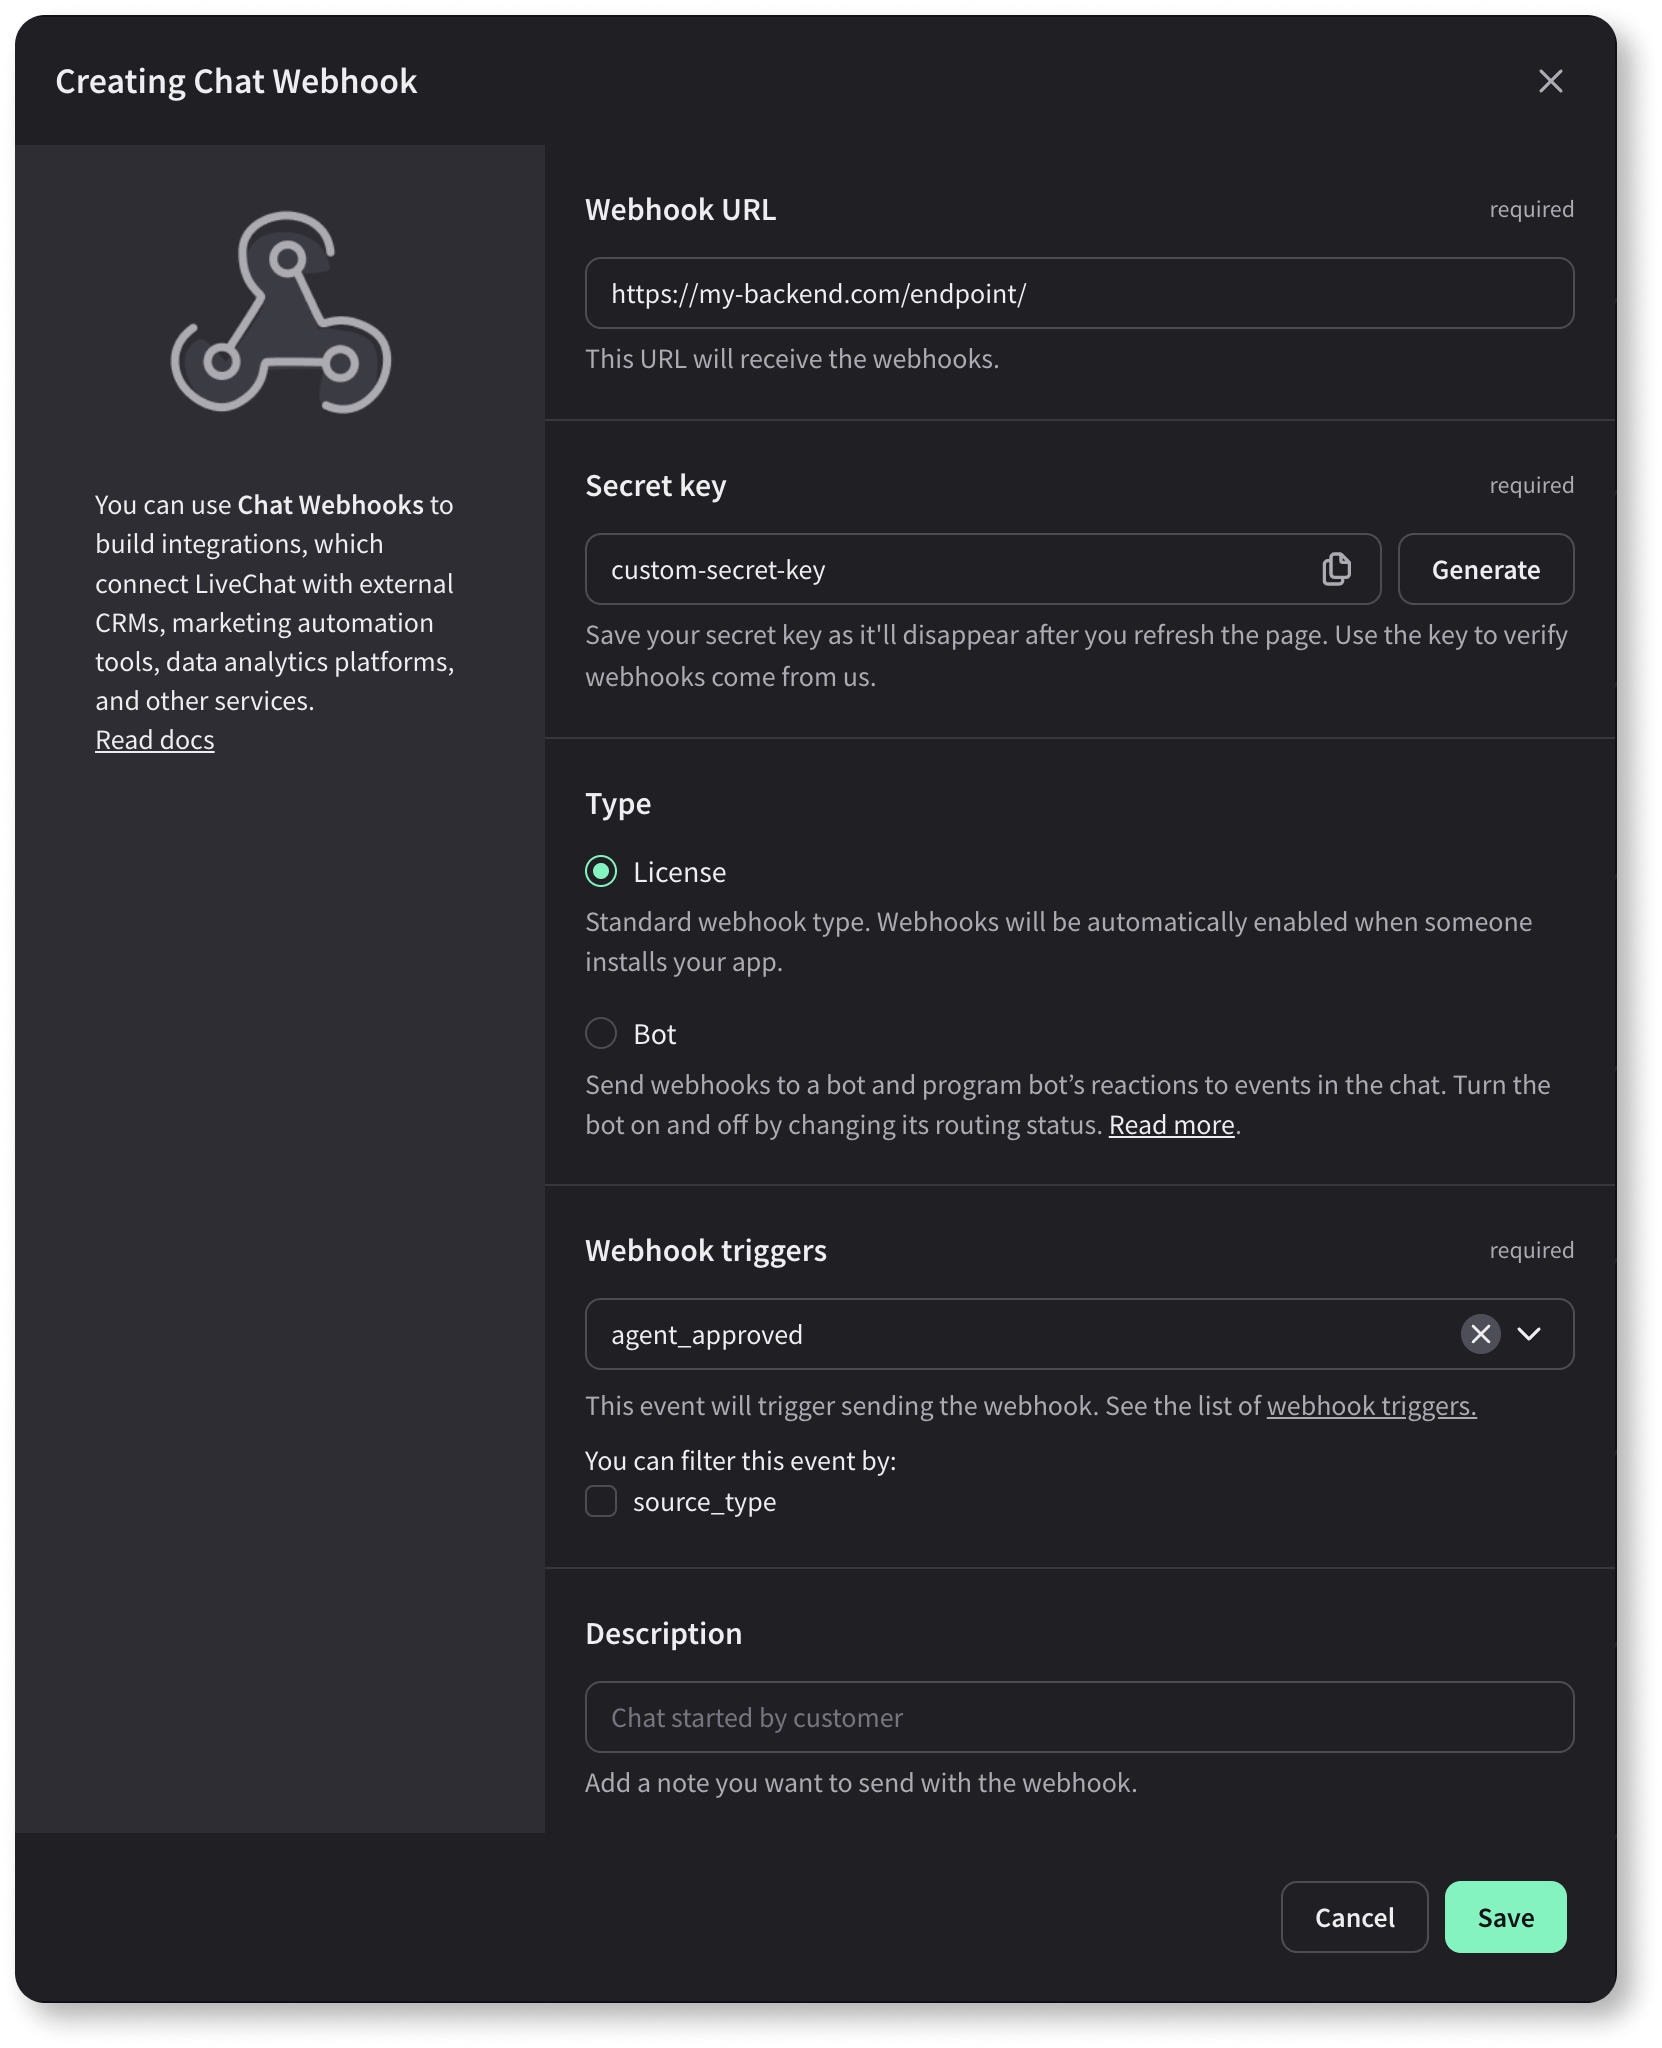 Creating Chat Webhook
You can use Chat Webhooks to
build integrations, which
connect LiveChat with external
CRMs, marketing automation
tools, data analytics platforms,
and other services.
Read docs
Webhook URL required
https://my-backend.com/endpoint/
This URL will receive the webhooks.
Secret key required
custom-secret-key Generate
Save your secret key as it'll disappear after you refresh the page. Use the key to verify
webhooks come from us.
Type
License
Standard webhook type. Webhooks will be automatically enabled when someone
installs your app.
Bot
Send webhooks to a bot and program bot’s reactions to events in the chat. Turn the
bot on and off by changing its routing status. Read more.
Webhook triggers required
agent_approved
This event will trigger sending the webhook. See the list of webhook triggers.
You can filter this event by:
source_type
Description
Chat started by customer
Add a note you want to send with the webhook.
Cancel Save